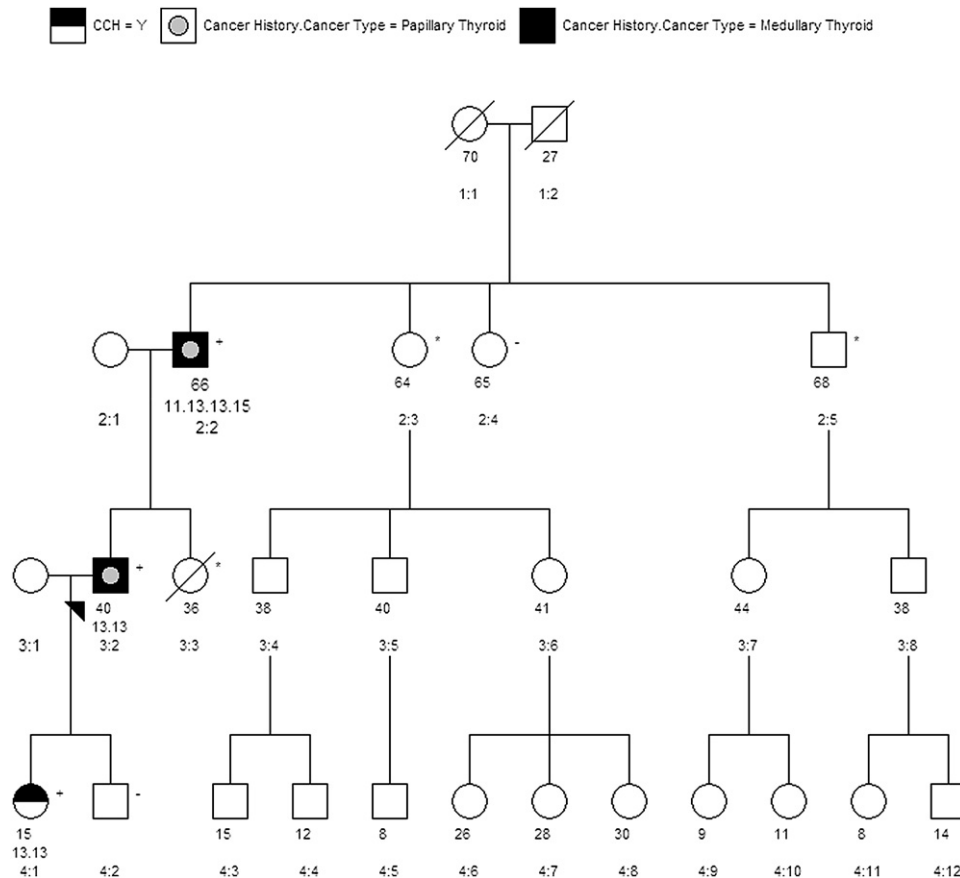 CCH = Y Cancer History.Cancer Type = Papillary Thyroid Cancer History.Cancer Type = Medullary Thyroid
70 27
1:1 1:2
+ * - *
66 64 65 68
11.13.13.15
2:1 2:2 2:3 2:4 2:5
+ *
40 36 38 40 41 44 38
13.13
3:1 3:2 3:3 3:4 3:5 3:6 3:7 3:8
+ -
15 15 12 8 26 28 30 9 11 8 14
13.13
4:1 4:2 4:3 4:4 4:5 4:6 4:7 4:8 4:9 4:10 4:11 4:12